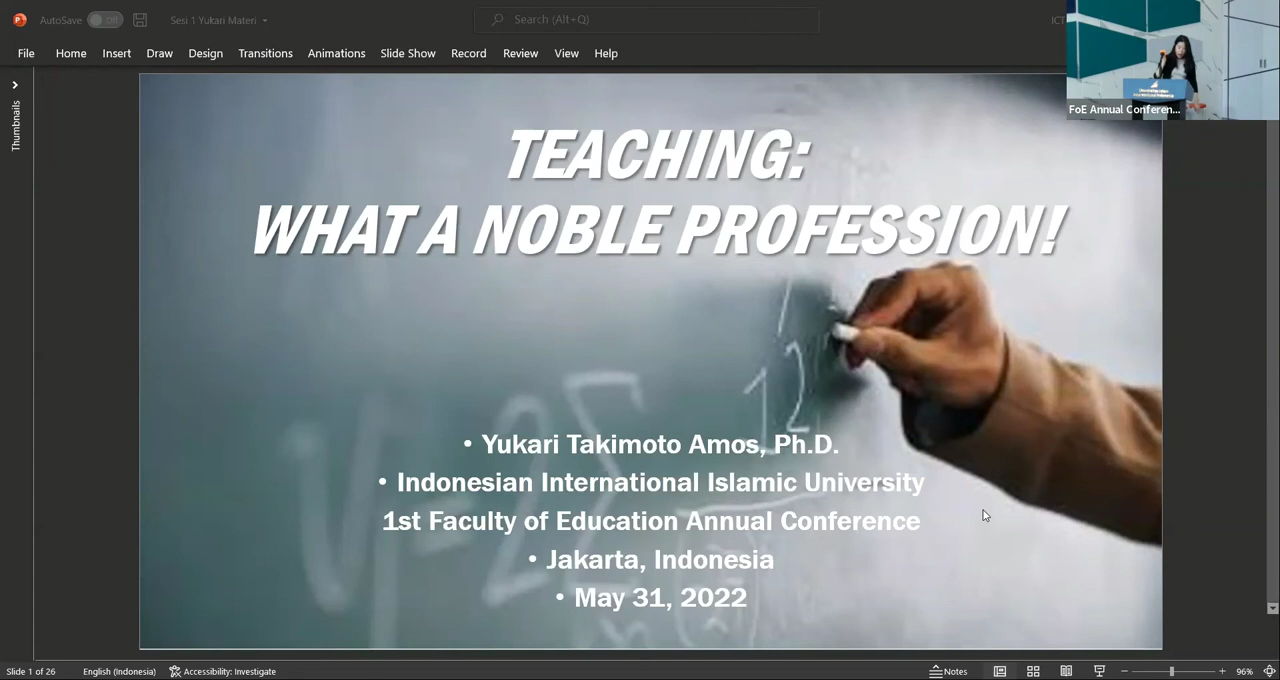 AutoSave Off
Sesi 1 Yukari Materi
Search (Alt+Q)
ICT
File Home Insert Draw Design Transitions Animations Slide Show Record Review View Help
FoE Annual Conferen...
Thumbnails
TEACHING:
WHAT A NOBLE PROFESSION!
12
y=2
• Yukari Takimoto Amos, Ph.D.
• Indonesian International Islamic University
1st Faculty of Education Annual Conference
• Jakarta, Indonesia
• May 31, 2022
Slide 1 of 26 English (Indonesia) Accessibility: Investigate Notes 96%